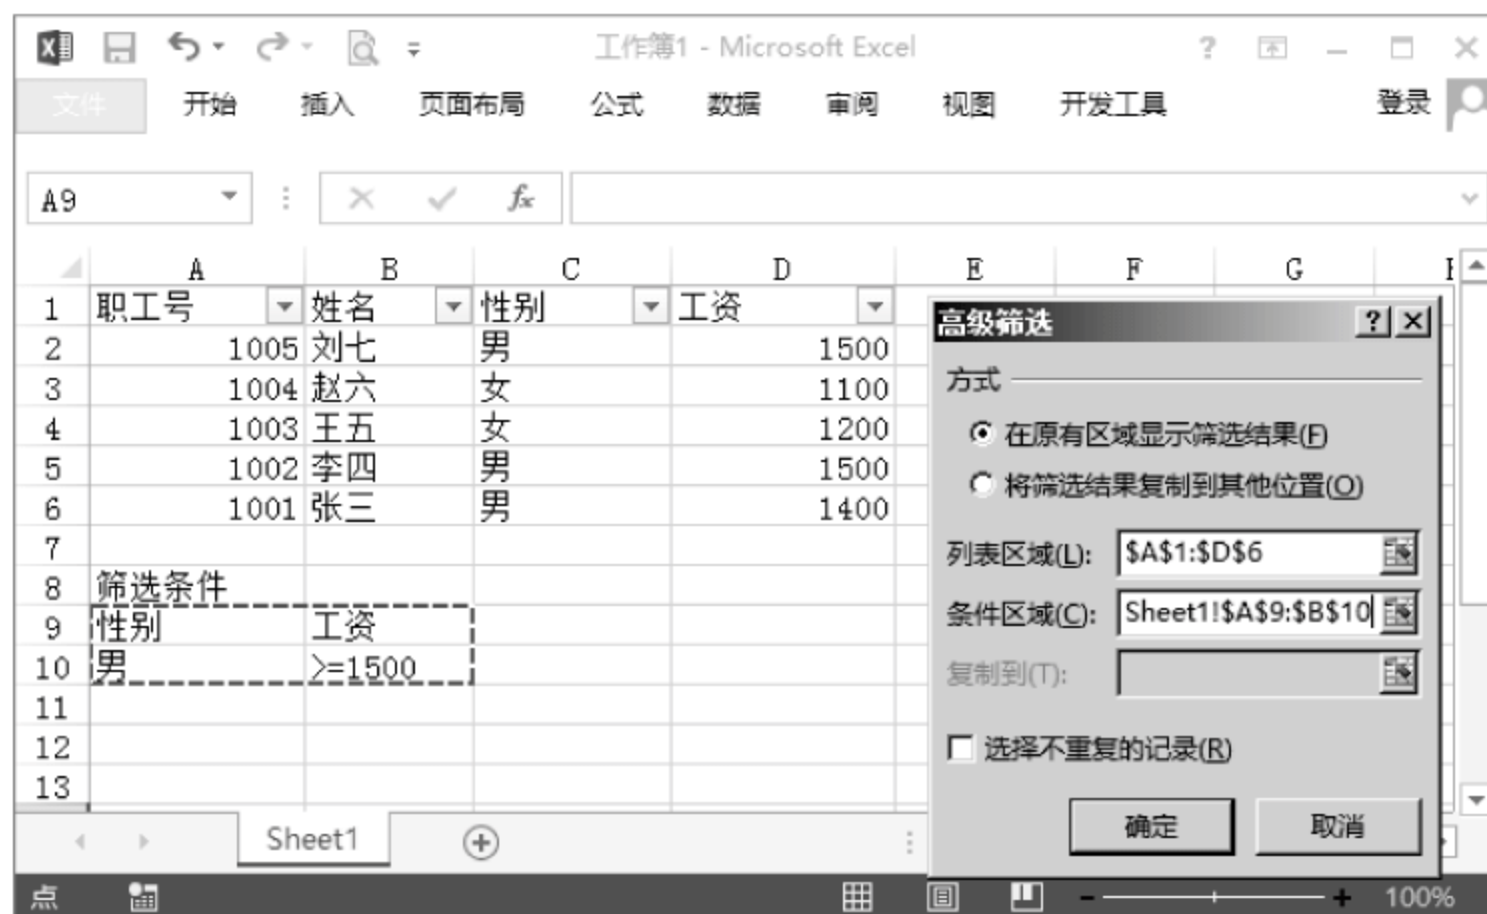 工作簿1 - Microsoft Excel ?
文件 开始 插入 页面布局 公式 数据 审阅 视图 开发工具 登录
A9 fx
A B C D E F G
1 职工号 姓名 性别 工资
2 1005 刘七 男 1500
3 1004 赵六 女 1100
4 1003 王五 女 1200
5 1002 李四 男 1500
6 1001 张三 男 1400
7
8 筛选条件
9 性别 工资
10 男 >=1500
11
12
13
高级筛选 ?
方式
在原有区域显示筛选结果(F)
将筛选结果复制到其他位置(O)
列表区域(L): $A$1:$D$6
条件区域(C): Sheet1!$A$9:$B$10
复制到(T):
选择不重复的记录(R)
确定 取消
Sheet1
点 100%